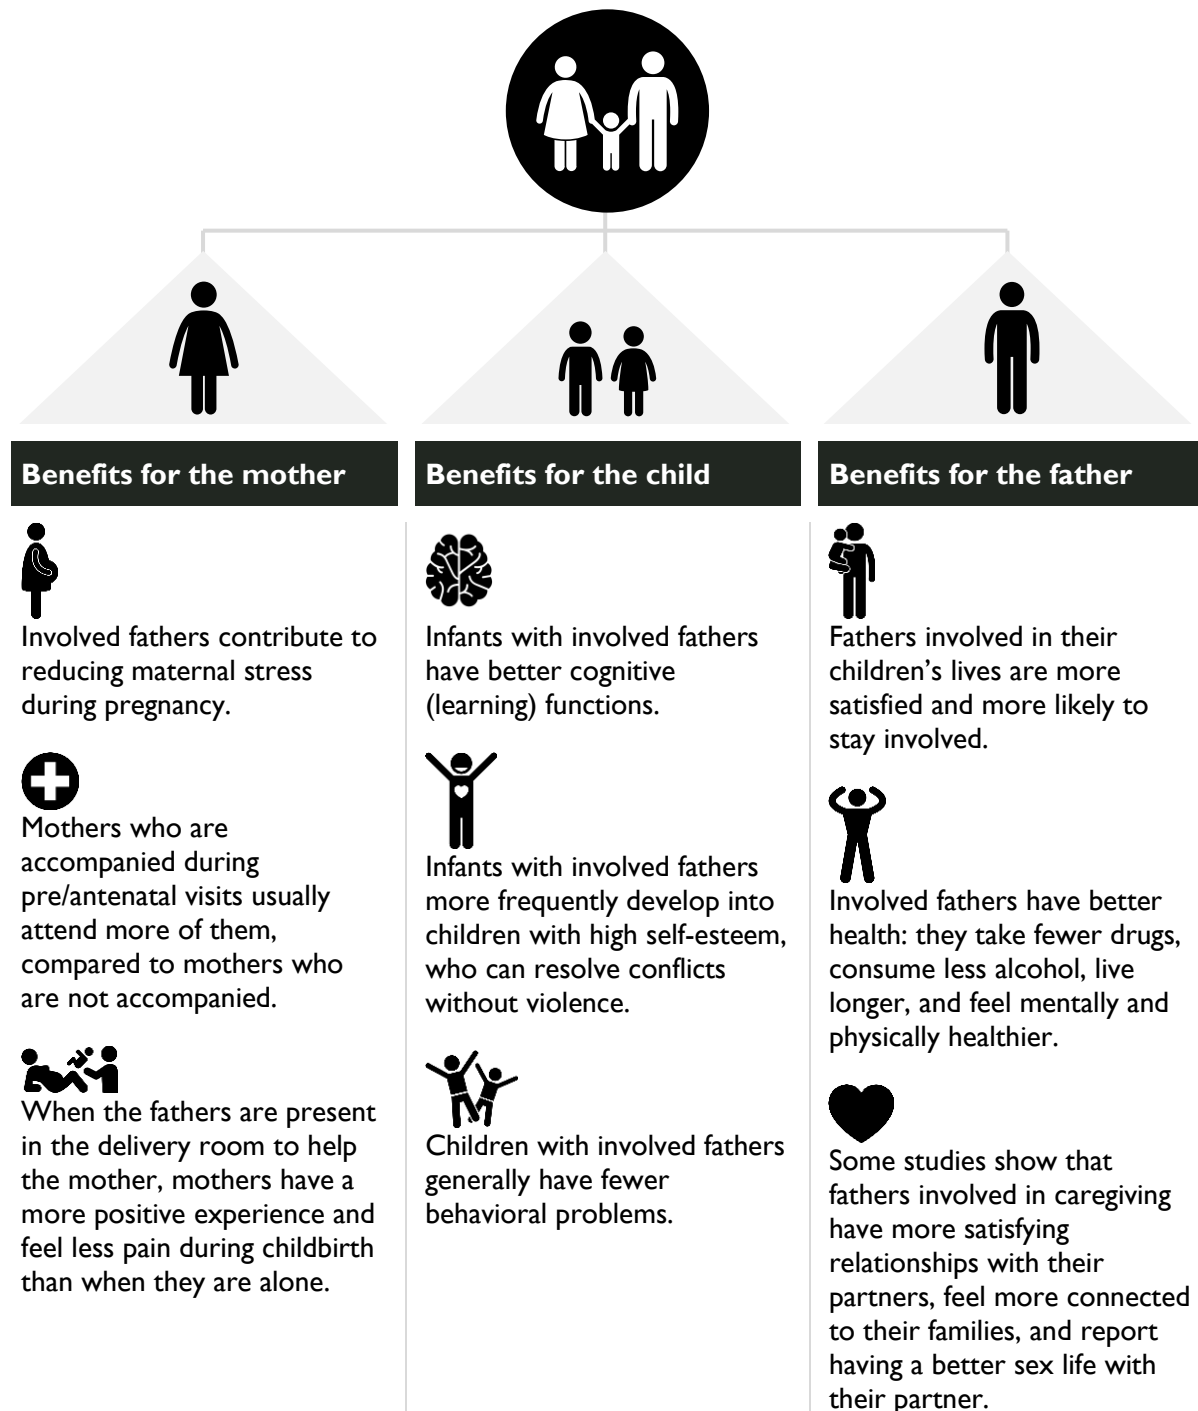 Benefits for the mother
Involved fathers contribute to
reducing maternal stress
during pregnancy.
Mothers who are
accompanied during
pre/antenatal visits usually
attend more of them,
compared to mothers who
are not accompanied.
When the fathers are present
in the delivery room to help
the mother, mothers have a
more positive experience and
feel less pain during childbirth
than when they are alone.
Benefits for the child
Infants with involved fathers
have better cognitive
(learning) functions.
Infants with involved fathers
more frequently develop into
children with high self-esteem,
who can resolve conflicts
without violence.
Children with involved fathers
generally have fewer
behavioral problems.
Benefits for the father
Fathers involved in their
children’s lives are more
satisfied and more likely to
stay involved.
Involved fathers have better
health: they take fewer drugs,
consume less alcohol, live
longer, and feel mentally and
physically healthier.
Some studies show that
fathers involved in caregiving
have more satisfying
relationships with their
partners, feel more connected
to their families, and report
having a better sex life with
their partner.